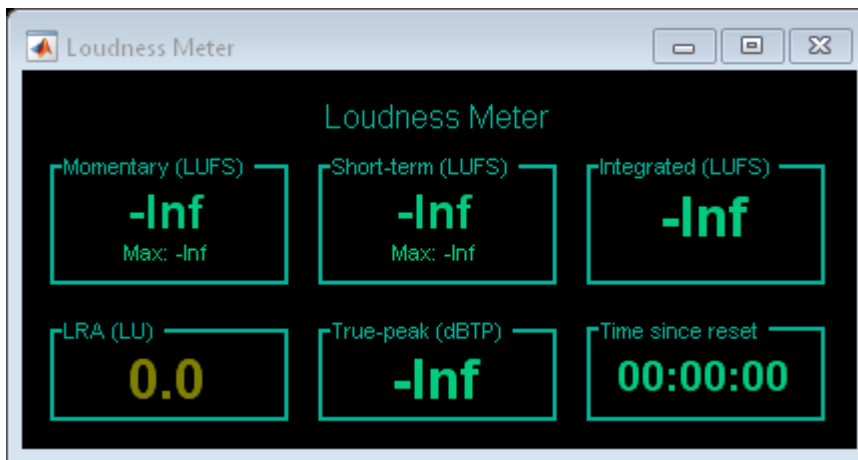 Loudness Meter
Loudness Meter
Momentary (LUFS)
-Inf
Max: -Inf
Short-term (LUFS)
-Inf
Max: -Inf
Integrated (LUFS)
-Inf
LRA (LU)
0.0
True-peak (dBTP)
-Inf
Time since reset
00:00:00